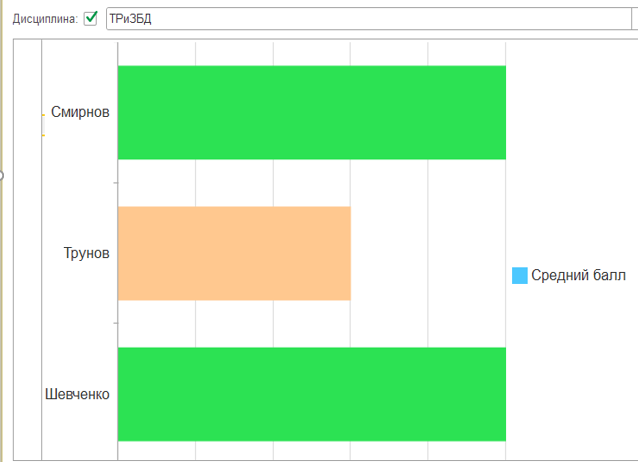 Дисциплина: ТРиЗБД
Смирнов
Трунов
Средний балл
Шевченко